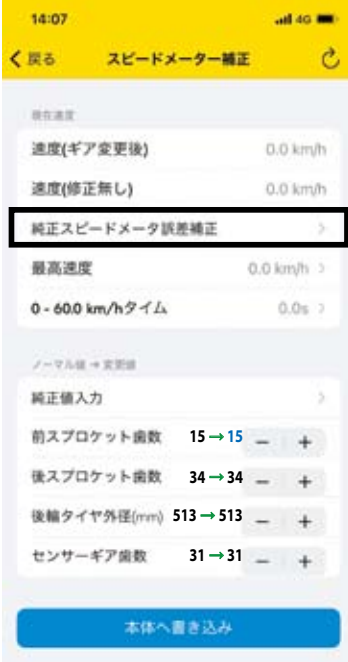 14:07 4G
戻る スピードメーター補正
現在速度
速度(ギア変更後) 0.0 km/h
速度(修正無し) 0.0 km/h
純正スピードメータ誤差補正
最高速度 0.0 km/h
0 - 60.0 km/hタイム 0.0s
ノーマル値 → 変更値
純正値入力
前スプロケット歯数 15→15 − +
後スプロケット歯数 34→34 − +
後輪タイヤ外径(mm) 513→513 − +
センサーギア歯数 31→31 − +
本体へ書き込み